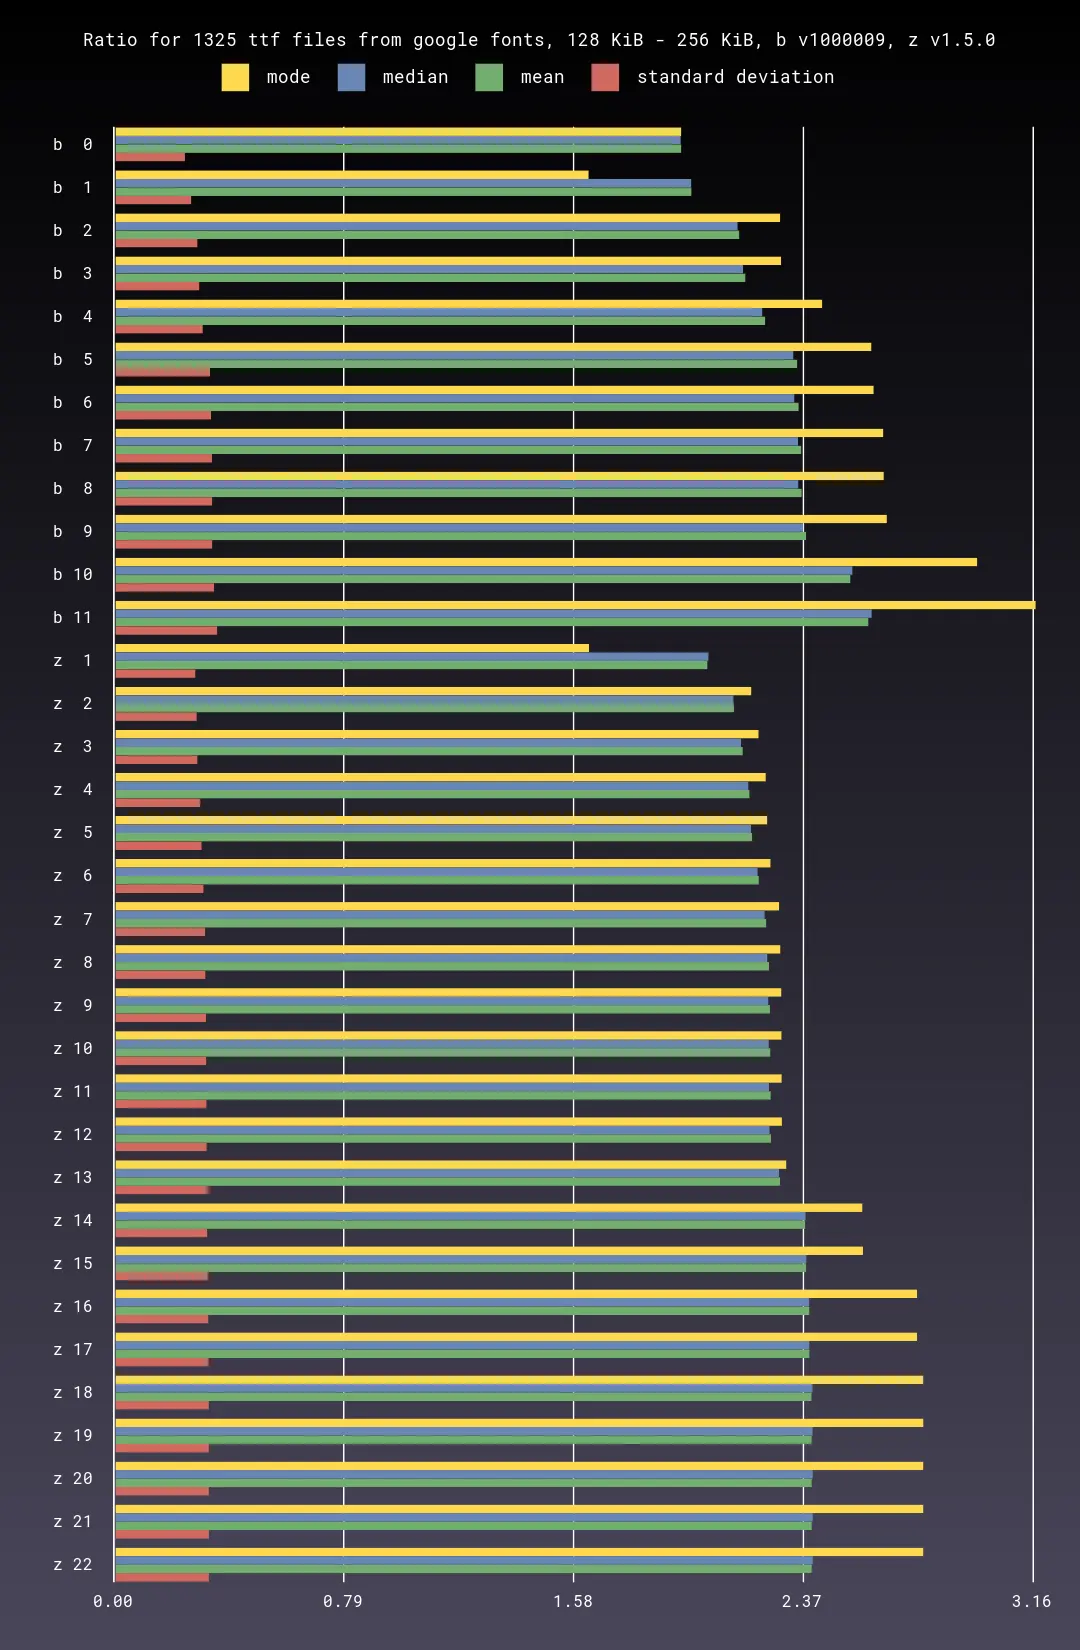 Ratio for 1325 ttf files from google fonts, 128 KiB - 256 KiB, b v1000009, z v1.5.0
mode median mean standard deviation
b 0
b 1
b 2
b 3
b 4
b 5
b 6
b 7
b 8
b 9
b 10
b 11
z 1
z 2
z 3
z 4
z 5
z 6
z 7
z 8
z 9
z 10
z 11
z 12
z 13
z 14
z 15
z 16
z 17
z 18
z 19
z 20
z 21
z 22
0.00 0.79 1.58 2.37 3.16